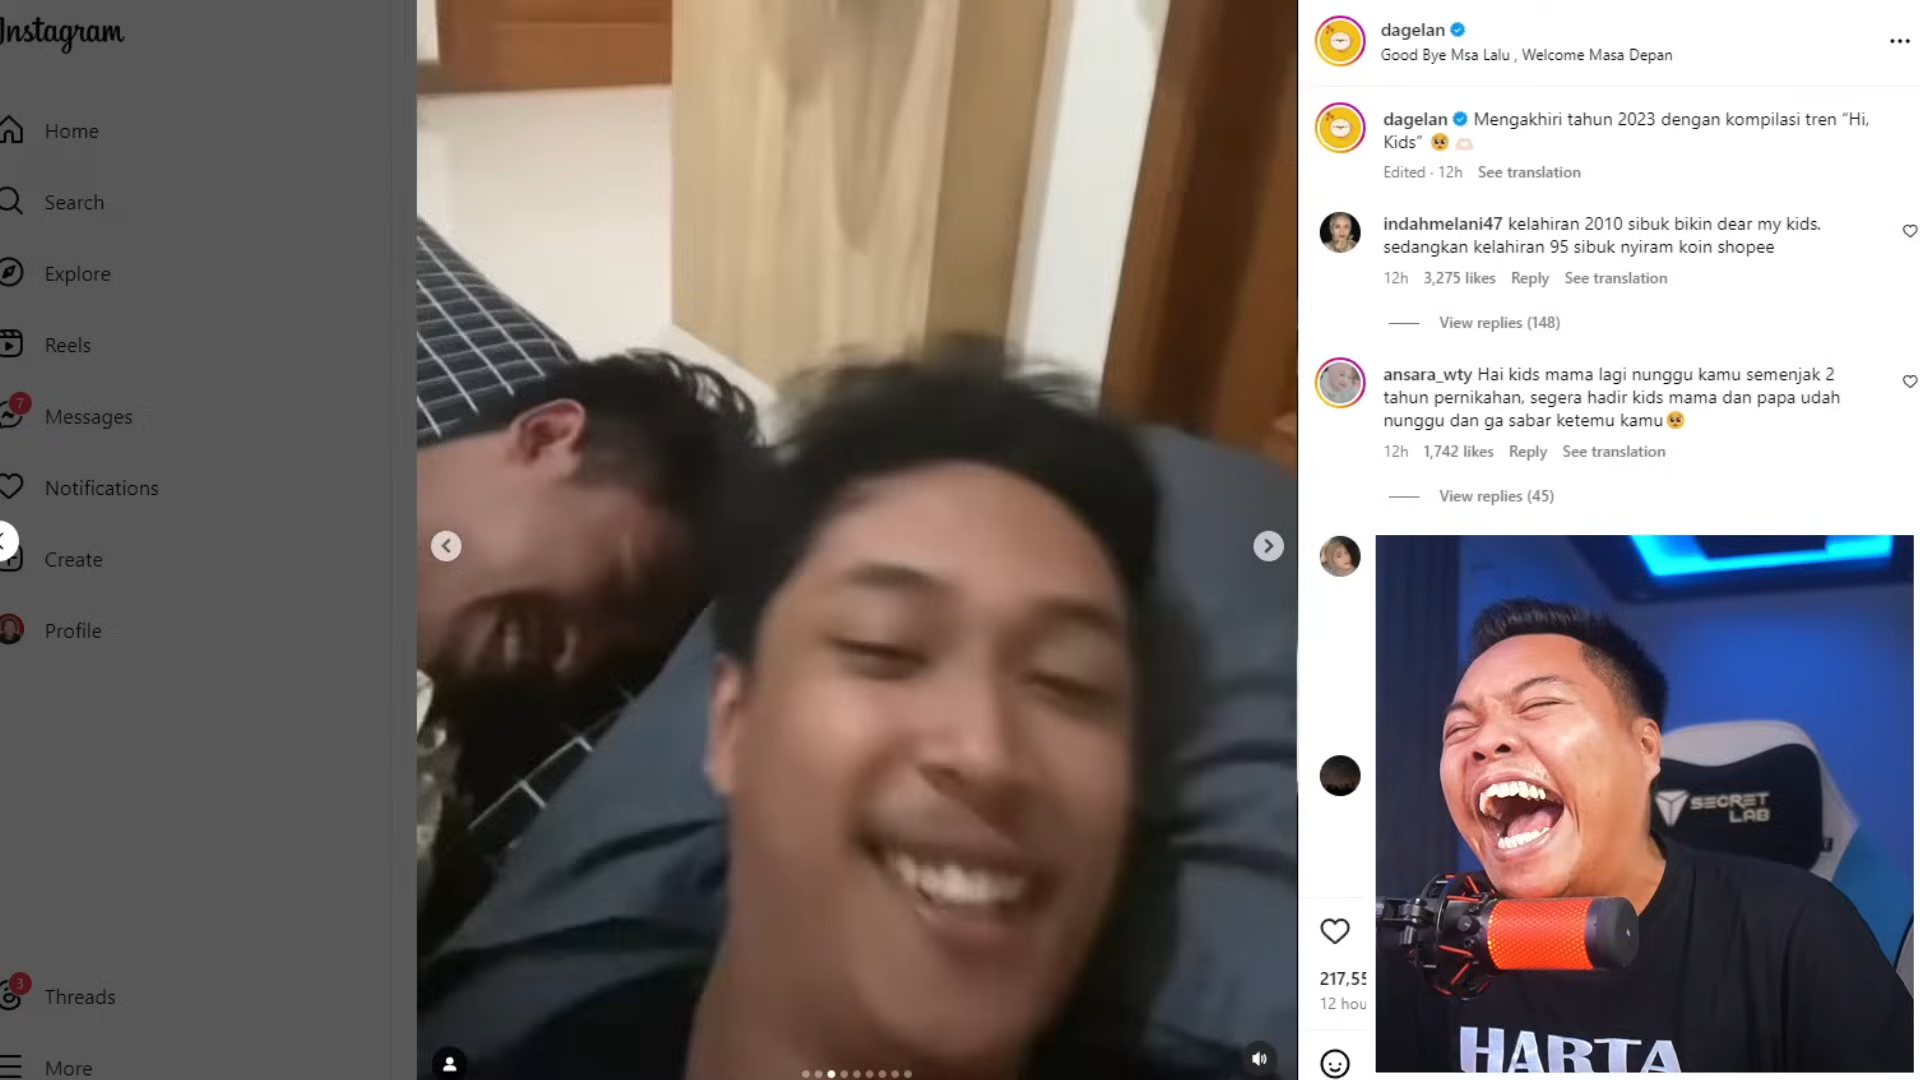 Instagram
Home
Search
Explore
Reels
7
Messages
Notifications
Create
Profile
3
Threads
More
dagelan
Good Bye Msa Lalu , Welcome Masa Depan
dagelan Mengakhiri tahun 2023 dengan kompilasi tren “Hi,
Kids” 🥺 🫶🏻
Edited · 12h See translation
indahmelani47 kelahiran 2010 sibuk bikin dear my kids.
sedangkan kelahiran 95 sibuk nyiram koin shopee
12h 3,275 likes Reply See translation
View replies (148)
ansara_wty Hai kids mama lagi nunggu kamu semenjak 2
tahun pernikahan, segera hadir kids mama dan papa udah
nunggu dan ga sabar ketemu kamu🥺
12h 1,742 likes Reply See translation
View replies (45)
SECRET
LAB
217,55
12 hou
HARTA